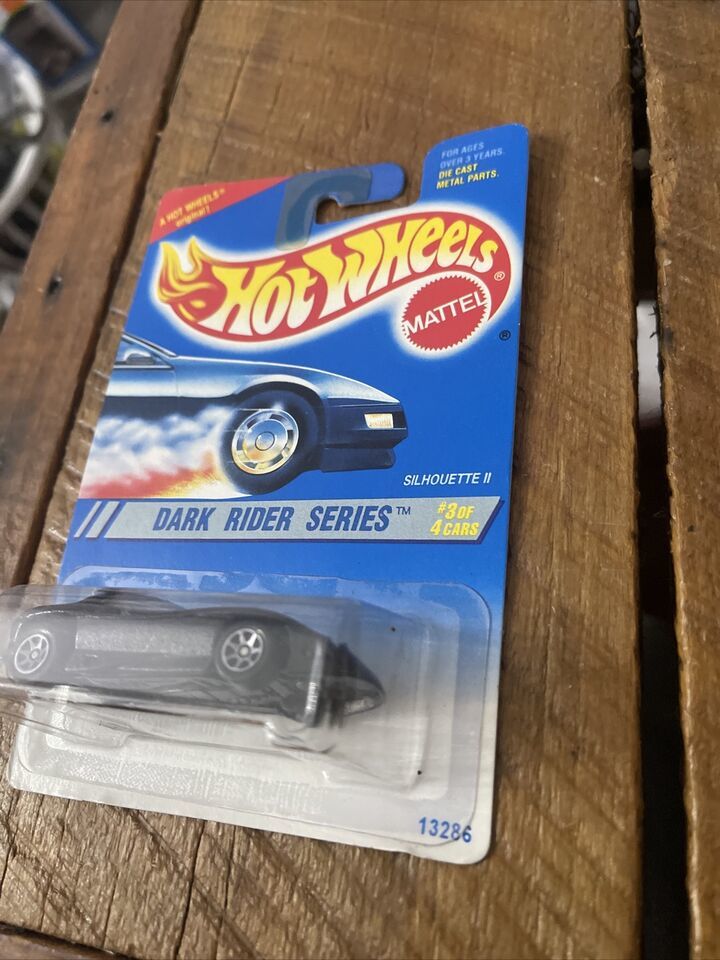 A HOT WHEELS®
original!
FOR AGES
OVER 3 YEARS.
DIE CAST
METAL PARTS.
HOT WHEELS®
MATTEL
®
SILHOUETTE II
DARK RIDER SERIES™
#3 OF
4 CARS
13286